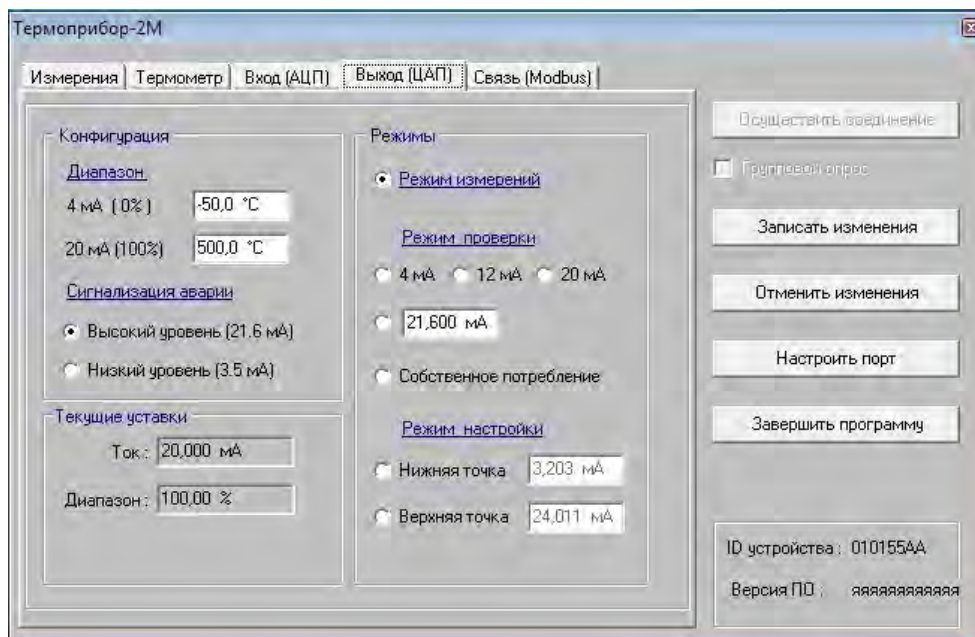 Термоприбор-2М
Измерения Термометр Вход (АЦП) Выход (ЦАП) Связь (Modbus)
Конфигурация
Диапазон
4 мА ( 0% ) -50,0 °C
20 мА (100%) 500,0 °C
Сигнализация аварии
Высокий уровень (21.6 мА)
Низкий уровень (3.5 мА)
Текущие уставки
Ток : 20,000 мА
Диапазон : 100,00 %
Режимы
Режим измерений
Режим проверки
4 мА 12 мА 20 мА
21,600 мА
Собственное потребление
Режим настройки
Нижняя точка 3,203 мА
Верхняя точка 24,011 мА
Осуществить соединение
Групповой опрос
Записать изменения
Отменить изменения
Настроить порт
Завершить программу
ID устройства : 010155AA
Версия ПО : яяяяяяяяяяяя